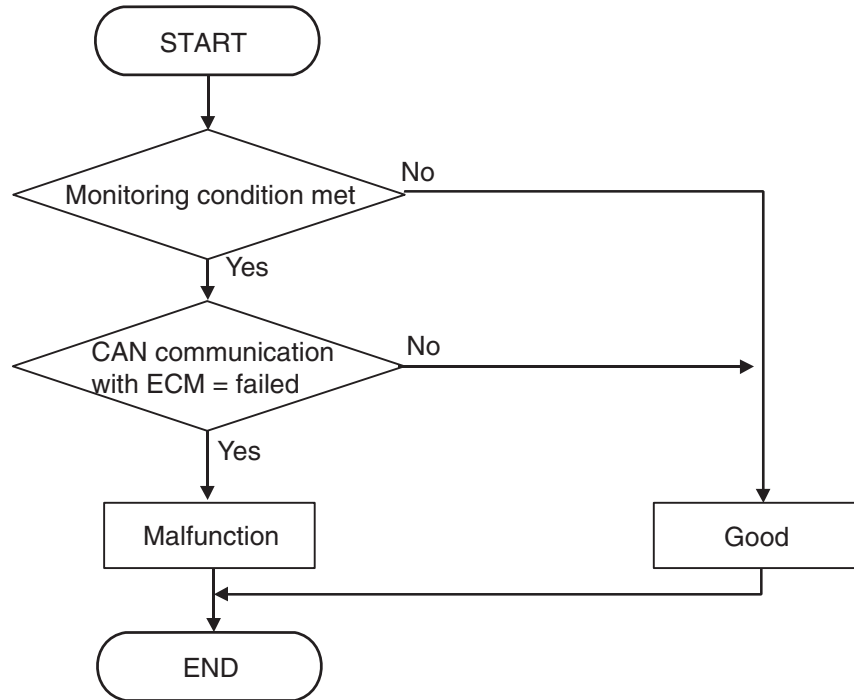 START
Monitoring condition met
No
Yes
CAN communication
with ECM = failed
No
Yes
Malfunction
Good
END